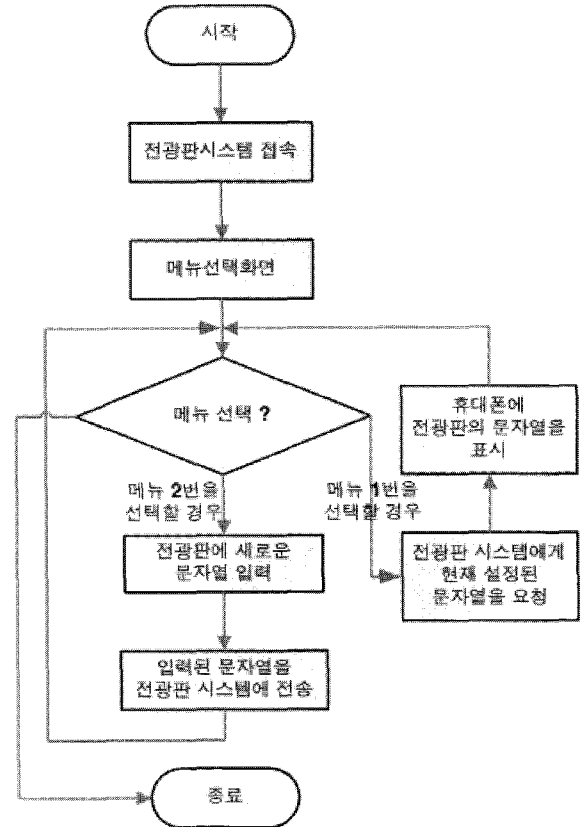 시작
전광판시스템 접속
메뉴선택화면
메뉴 선택 ?
휴대폰에
전광판의 문자열을
표시
메뉴 2번을
선택할 경우
메뉴 1번을
선택할 경우
전광판에 새로운
문자열 입력
전광판 시스템에게
현재 설정된
문자열을 요청
입력된 문자열을
전광판 시스템에 전송
종료